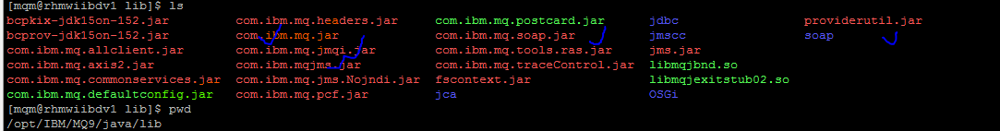 [mqm@rhmwiibdv1 lib]$ ls
bcpkix-jdk15on-152.jar com.ibm.mq.headers.jar com.ibm.mq.postcard.jar jdbc providerutil.jar
bcprov-jdk15on-152.jar com.ibm.mq.jar com.ibm.mq.soap.jar jmscc soap
com.ibm.mq.allclient.jar com.ibm.mq.jmqi.jar com.ibm.mq.tools.ras.jar jms.jar
com.ibm.mq.axis2.jar com.ibm.mqjms.jar com.ibm.mq.traceControl.jar libmqjbnd.so
com.ibm.mq.commonservices.jar com.ibm.mq.jms.Nojndi.jar fscontext.jar libmqjexitstub02.so
com.ibm.mq.defaultconfig.jar com.ibm.mq.pcf.jar jca OSGi
[mqm@rhmwiibdv1 lib]$ pwd
/opt/IBM/MQ9/java/lib